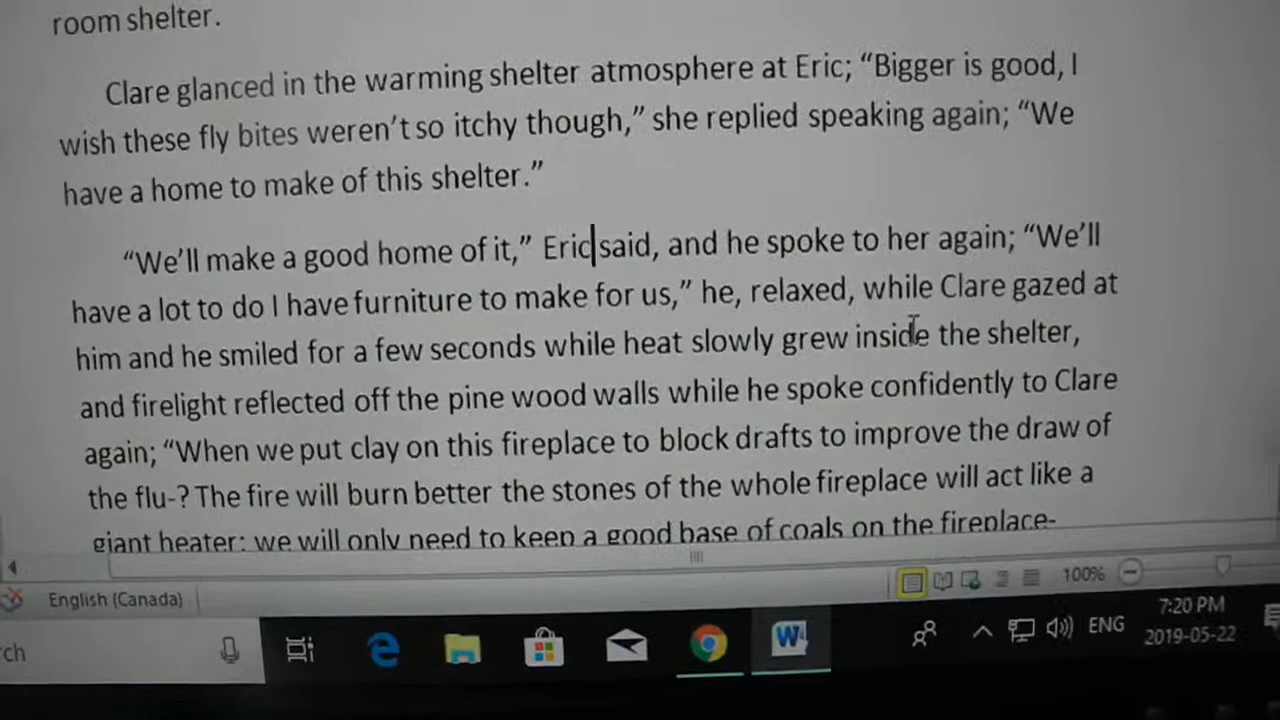 room shelter.
Clare glanced in the warming shelter atmosphere at Eric; “Bigger is good, I
wish these fly bites weren’t so itchy though,” she replied speaking again; “We
have a home to make of this shelter.”
“We’ll make a good home of it,” Eric said, and he spoke to her again; “We’ll
have a lot to do I have furniture to make for us,” he, relaxed, while Clare gazed at
him and he smiled for a few seconds while heat slowly grew inside the shelter,
and firelight reflected off the pine wood walls while he spoke confidently to Clare
again; “When we put clay on this fireplace to block drafts to improve the draw of
the flu-? The fire will burn better the stones of the whole fireplace will act like a
giant heater; we will only need to keep a good base of coals on the fireplace-
English (Canada)
100%
rch
ENG
7:20 PM
2019-05-22